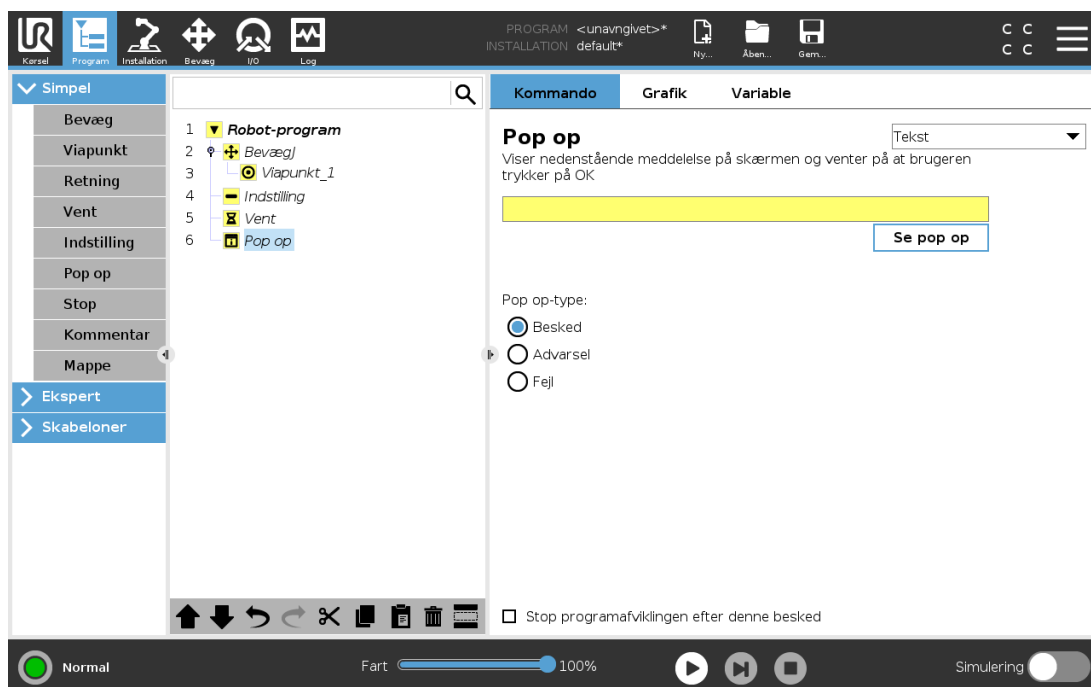 PROGRAM <unavngivet>*
INSTALLATION default*
C C
C C
Kørsel Program Installation Bevæg I/O Log Ny... Åben... Gem...
Simpel
Bevæg
Viapunkt
Retning
Vent
Indstilling
Pop op
Stop
Kommentar
Mappe
Ekspert
Skabeloner
1 Robot-program
2 BevægJ
3 Viapunkt_1
4 Indstilling
5 Vent
6 Pop op
Kommando Grafik Variable
Pop op
Tekst
Viser nedenstående meddelelse på skærmen og venter på at brugeren
trykker på OK
Se pop op
Pop op-type:
Besked
Advarsel
Fejl
Stop programafviklingen efter denne besked
Normal
Fart 100%
Simulering